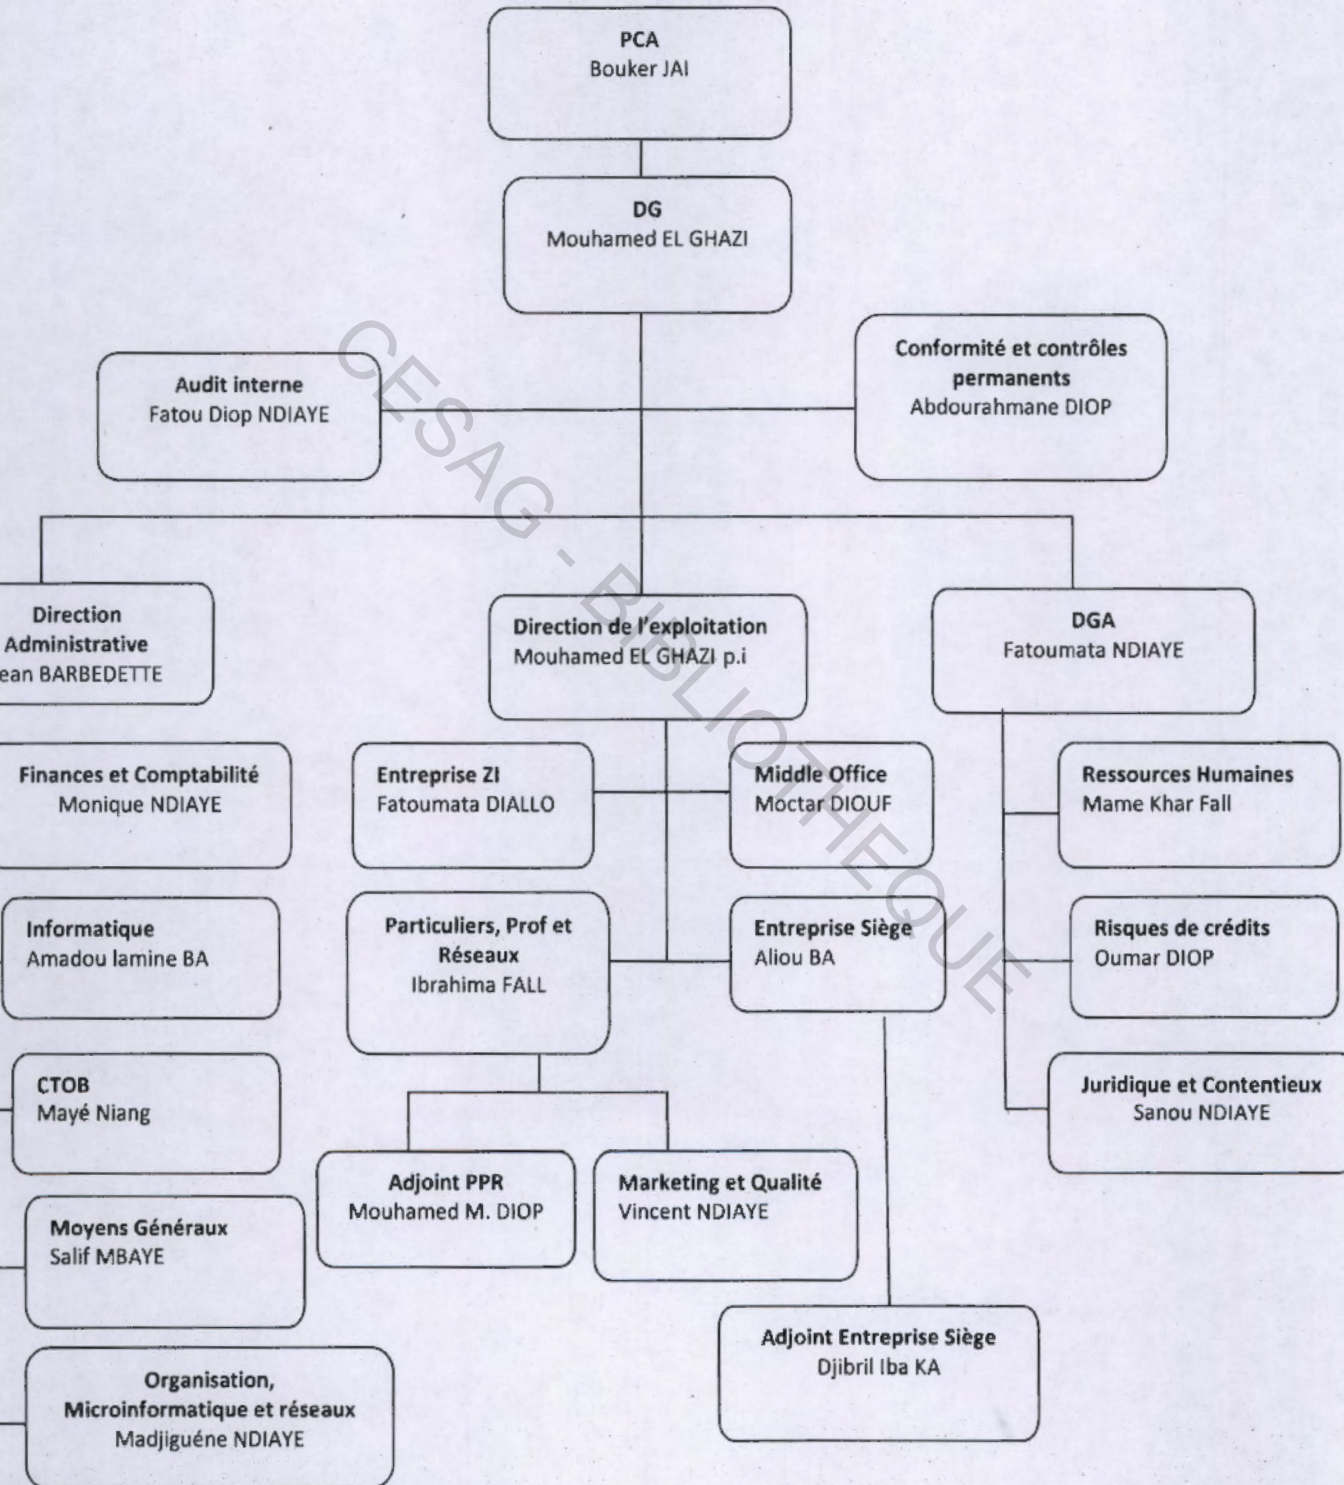 PCA
Bouker JAI
DG
Mouhamed EL GHAZI
Audit interne
Fatou Diop NDIAYE
Conformité et contrôles
permanents
Abdourahmane DIOP
Direction
Administrative
ean BARBEDETTE
Direction de l'exploitation
Mouhamed EL GHAZI p.i
DGA
Fatoumata NDIAYE
Finances et Comptabilité
Monique NDIAYE
Entreprise ZI
Fatoumata DIALLO
Middle Office
Moctar DIOUF
Ressources Humaines
Mame Khar Fall
Informatique
Amadou lamine BA
Particuliers, Prof et
Réseaux
Ibrahima FALL
Entreprise Siège
Aliou BA
Risques de crédits
Oumar DIOP
CTOB
Mayé Niang
Juridique et Contentieux
Sanou NDIAYE
Adjoint PPR
Mouhamed M. DIOP
Marketing et Qualité
Vincent NDIAYE
Moyens Généraux
Salif MBAYE
Adjoint Entreprise Siège
Djibril Iba KA
Organisation,
Microinformatique et réseaux
Madjiguéne NDIAYE
CESAG - BIBLIOTHEQUE